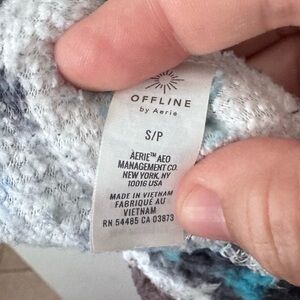 OFFLINE
by Aerie
S/P
AERIE™ AEO
MANAGEMENT CO.
NEW YORK, NY
10016 USA
MADE IN VIETNAM
FABRIQUÉ AU
VIETNAM
RN 54485 CA 03873